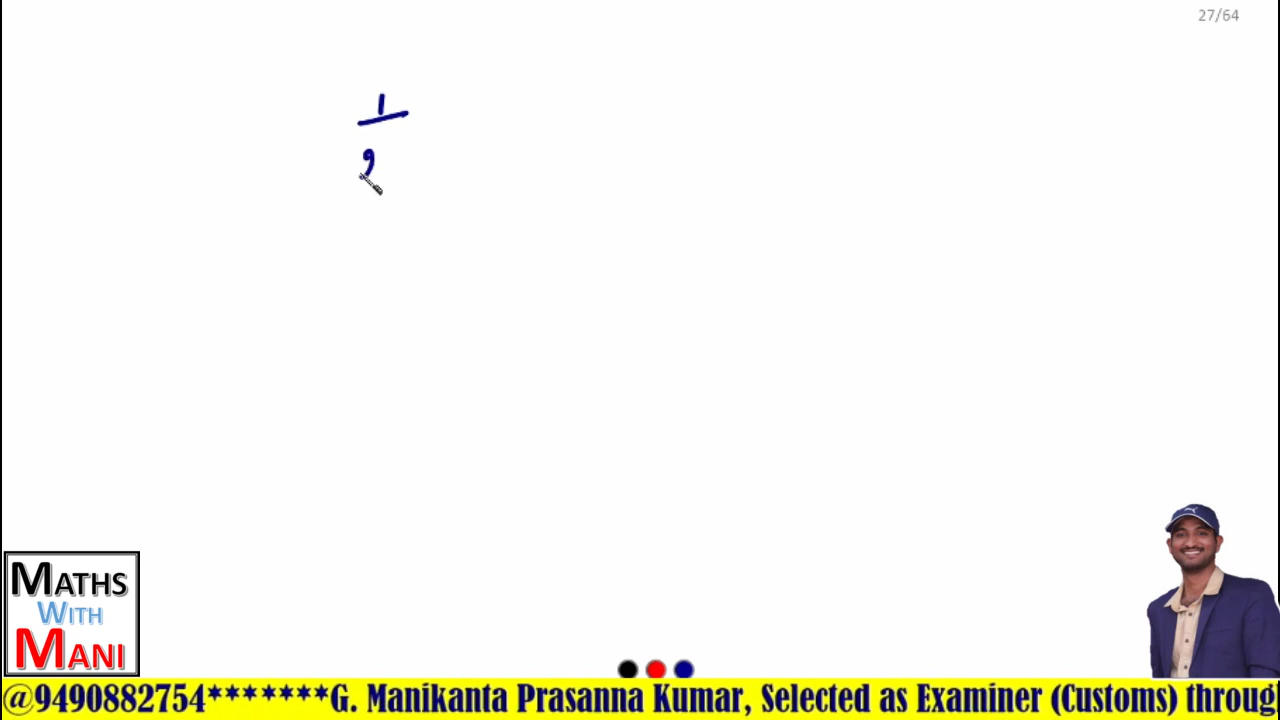 27/64
1
9
MATHS
WITH
MANI
@9490882754*******G. Manikanta Prasanna Kumar, Selected as Examiner (Customs) throug